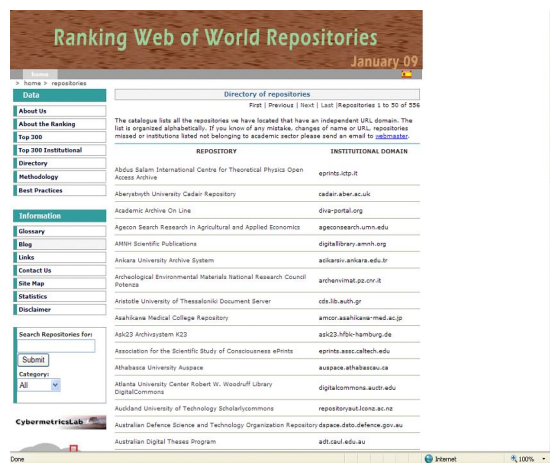 Ranking Web of World Repositories
January 09
home
> home > repositories
Data
About Us
About the Ranking
Top 300
Top 300 Institutional
Directory
Methodology
Best Practices
Information
Glossary
Blog
Links
Contact Us
Site Map
Statistics
Disclaimer
Search Repositories for:
Submit
Category:
All
CybermetricsLab
Directory of repositories
First | Previous | Next | Last |Repositories 1 to 50 of 556
The catalogue lists all the repositories we have located that have an independent URL domain. The
list is organized alphabetically. If you know of any mistake, changes of name or URL, repositories
missed or institutions listed not belonging to academic sector please send an email to webmaster.
REPOSITORY INSTITUTIONAL DOMAIN
Abdus Salam International Centre for Theoretical Physics Open
Access Archive eprints.ictp.it
Aberystwyth University Cadair Repository cadair.aber.ac.uk
Academic Archive On Line diva-portal.org
Agecon Search Research in Agricultural and Applied Economics ageconsearch.umn.edu
AMNH Scientific Publications digitallibrary.amnh.org
Ankara University Archive System acikarsiv.ankara.edu.tr
Archeological Environmental Materials National Research Council
Potenza archenvimat.pz.cnr.it
Aristotle University of Thessaloniki Document Server cds.lib.auth.gr
Asahikawa Medical College Repository amcor.asahikawa-med.ac.jp
Ask23 Archivsystem K23 ask23.hfbk-hamburg.de
Association for the Scientific Study of Consciousness ePrints eprints.assc.caltech.edu
Athabasca University Auspace auspace.athabascau.ca
Atlanta University Center Robert W. Woodruff Library
DigitalCommons digitalcommons.auctr.edu
Auckland University of Technology Scholarlycommons repositoryaut.lconz.ac.nz
Australian Defence Science and Technology Organization Repository dspace.dsto.defence.gov.au
Australian Digital Theses Program adt.caul.edu.au
Done Internet 100%